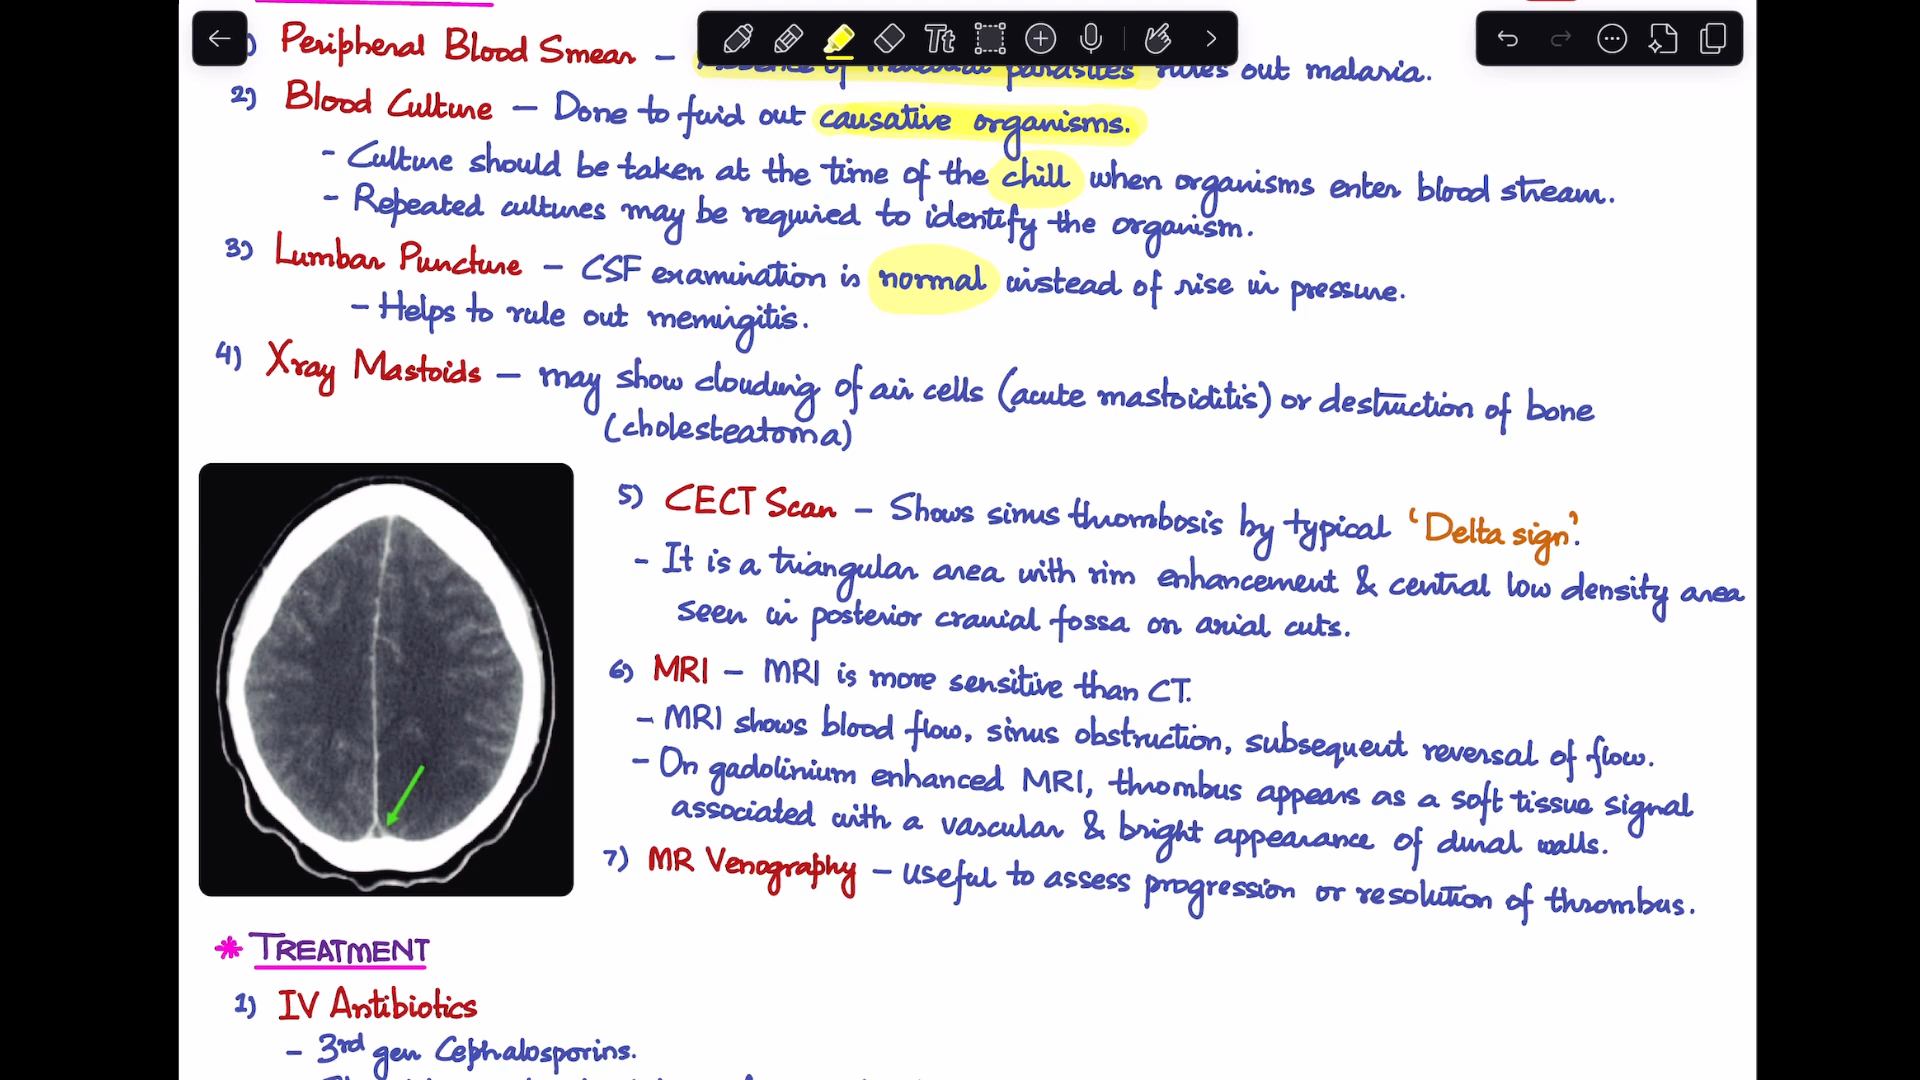 Peripheral Blood Smear – Absence of malarial parasites rules out malaria.
2) Blood Culture – Done to find out causative organisms.
- Culture should be taken at the time of the chill when organisms enter blood stream.
- Repeated cultures may be required to identify the organism.
3) Lumbar Puncture – CSF examination is normal instead of rise in pressure.
- Helps to rule out meningitis.
4) Xray Mastoids – may show clouding of air cells (acute mastoiditis) or destruction of bone
(cholesteatoma)
5) CECT Scan – Shows sinus thrombosis by typical 'Delta sign'.
- It is a triangular area with rim enhancement & central low density area
seen in posterior cranial fossa on axial cuts.
6) MRI – MRI is more sensitive than CT.
- MRI shows blood flow, sinus obstruction, subsequent reversal of flow.
- On gadolinium enhanced MRI, thrombus appears as a soft tissue signal
associated with a vascular & bright appearance of dural walls.
7) MR Venography – Useful to assess progression or resolution of thrombus.
* TREATMENT
1) IV Antibiotics
- 3rd gen Cephalosporins.